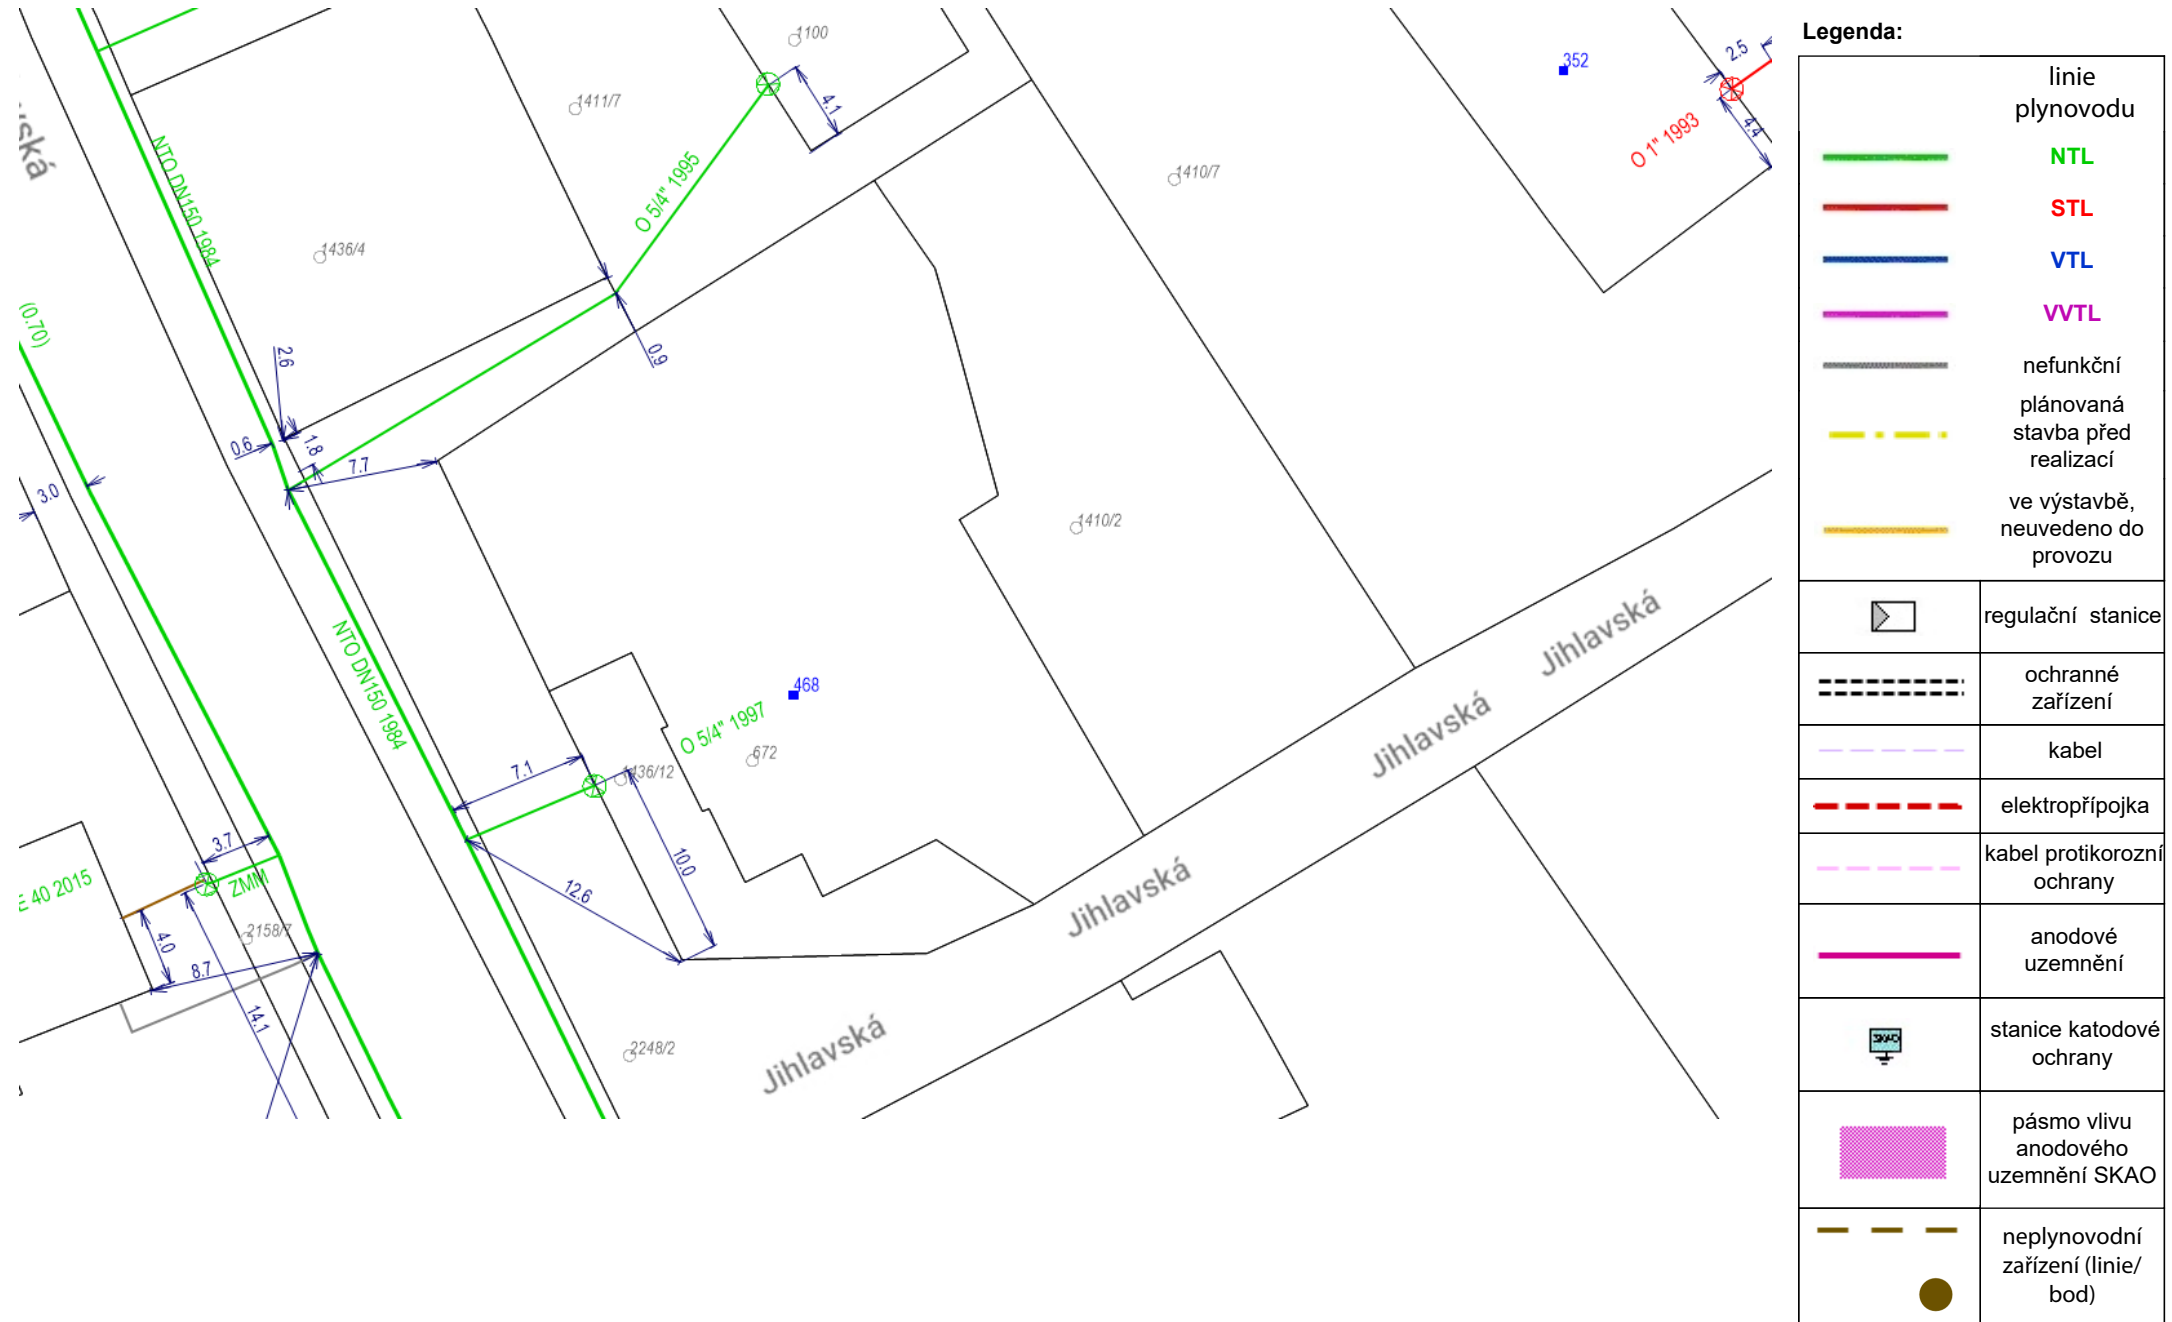 Legenda:
linie
plynovodu
NTL
STL
VTL
VVTL
nefunkční
plánovaná
stavba před
realizací
ve výstavbě,
neuvedeno do
provozu
regulační stanice
ochranné
zařízení
kabel
elektropřípojka
kabel protikorozní
ochrany
anodové
uzemnění
SKAO
stanice katodové
ochrany
pásmo vlivu
anodového
uzemnění SKAO
neplynovodní
zařízení (linie/
bod)
1100
352
2.5
4.1
4.4
1411/7
O 1" 1993
NTO DN150 1984
O 5/4" 1995
1410/7
1436/4
(0.70)
2.6
0.9
0.6
1.8
7.7
3.0
1410/2
Jihlavská
NTO DN150 1984
468
O 5/4" 1997
Jihlavská
672
7.1
1436/12
3.7
10.0
12.6
E 40 2015
ZMM
Jihlavská
2158/7
4.0
8.7
14.1
2248/2
Jihlavská